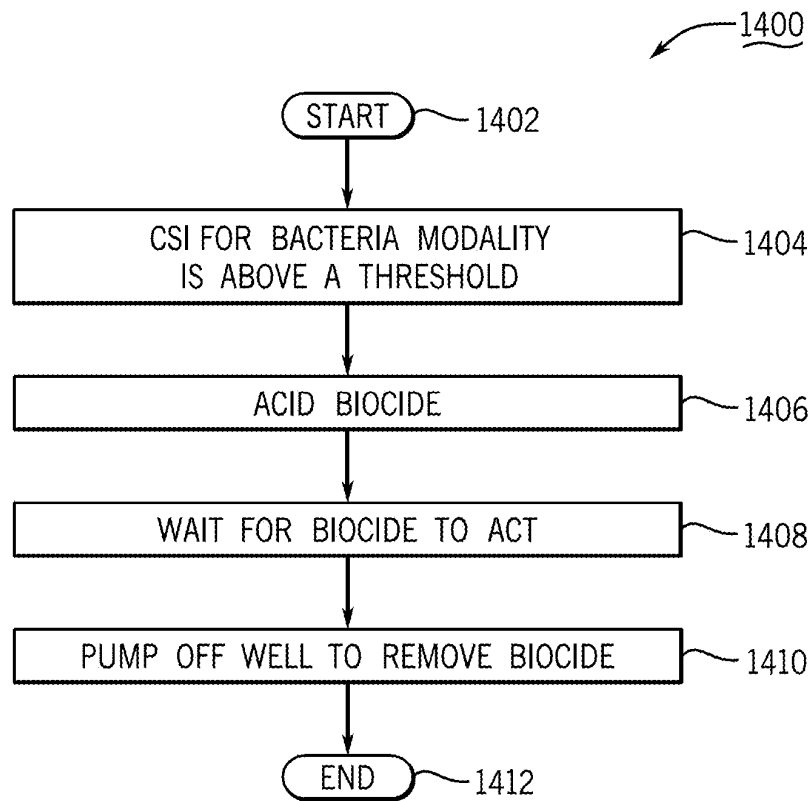 1400
START
1402
CSI FOR BACTERIA MODALITY
IS ABOVE A THRESHOLD
1404
ACID BIOCIDE
1406
WAIT FOR BIOCIDE TO ACT
1408
PUMP OFF WELL TO REMOVE BIOCIDE
1410
END
1412